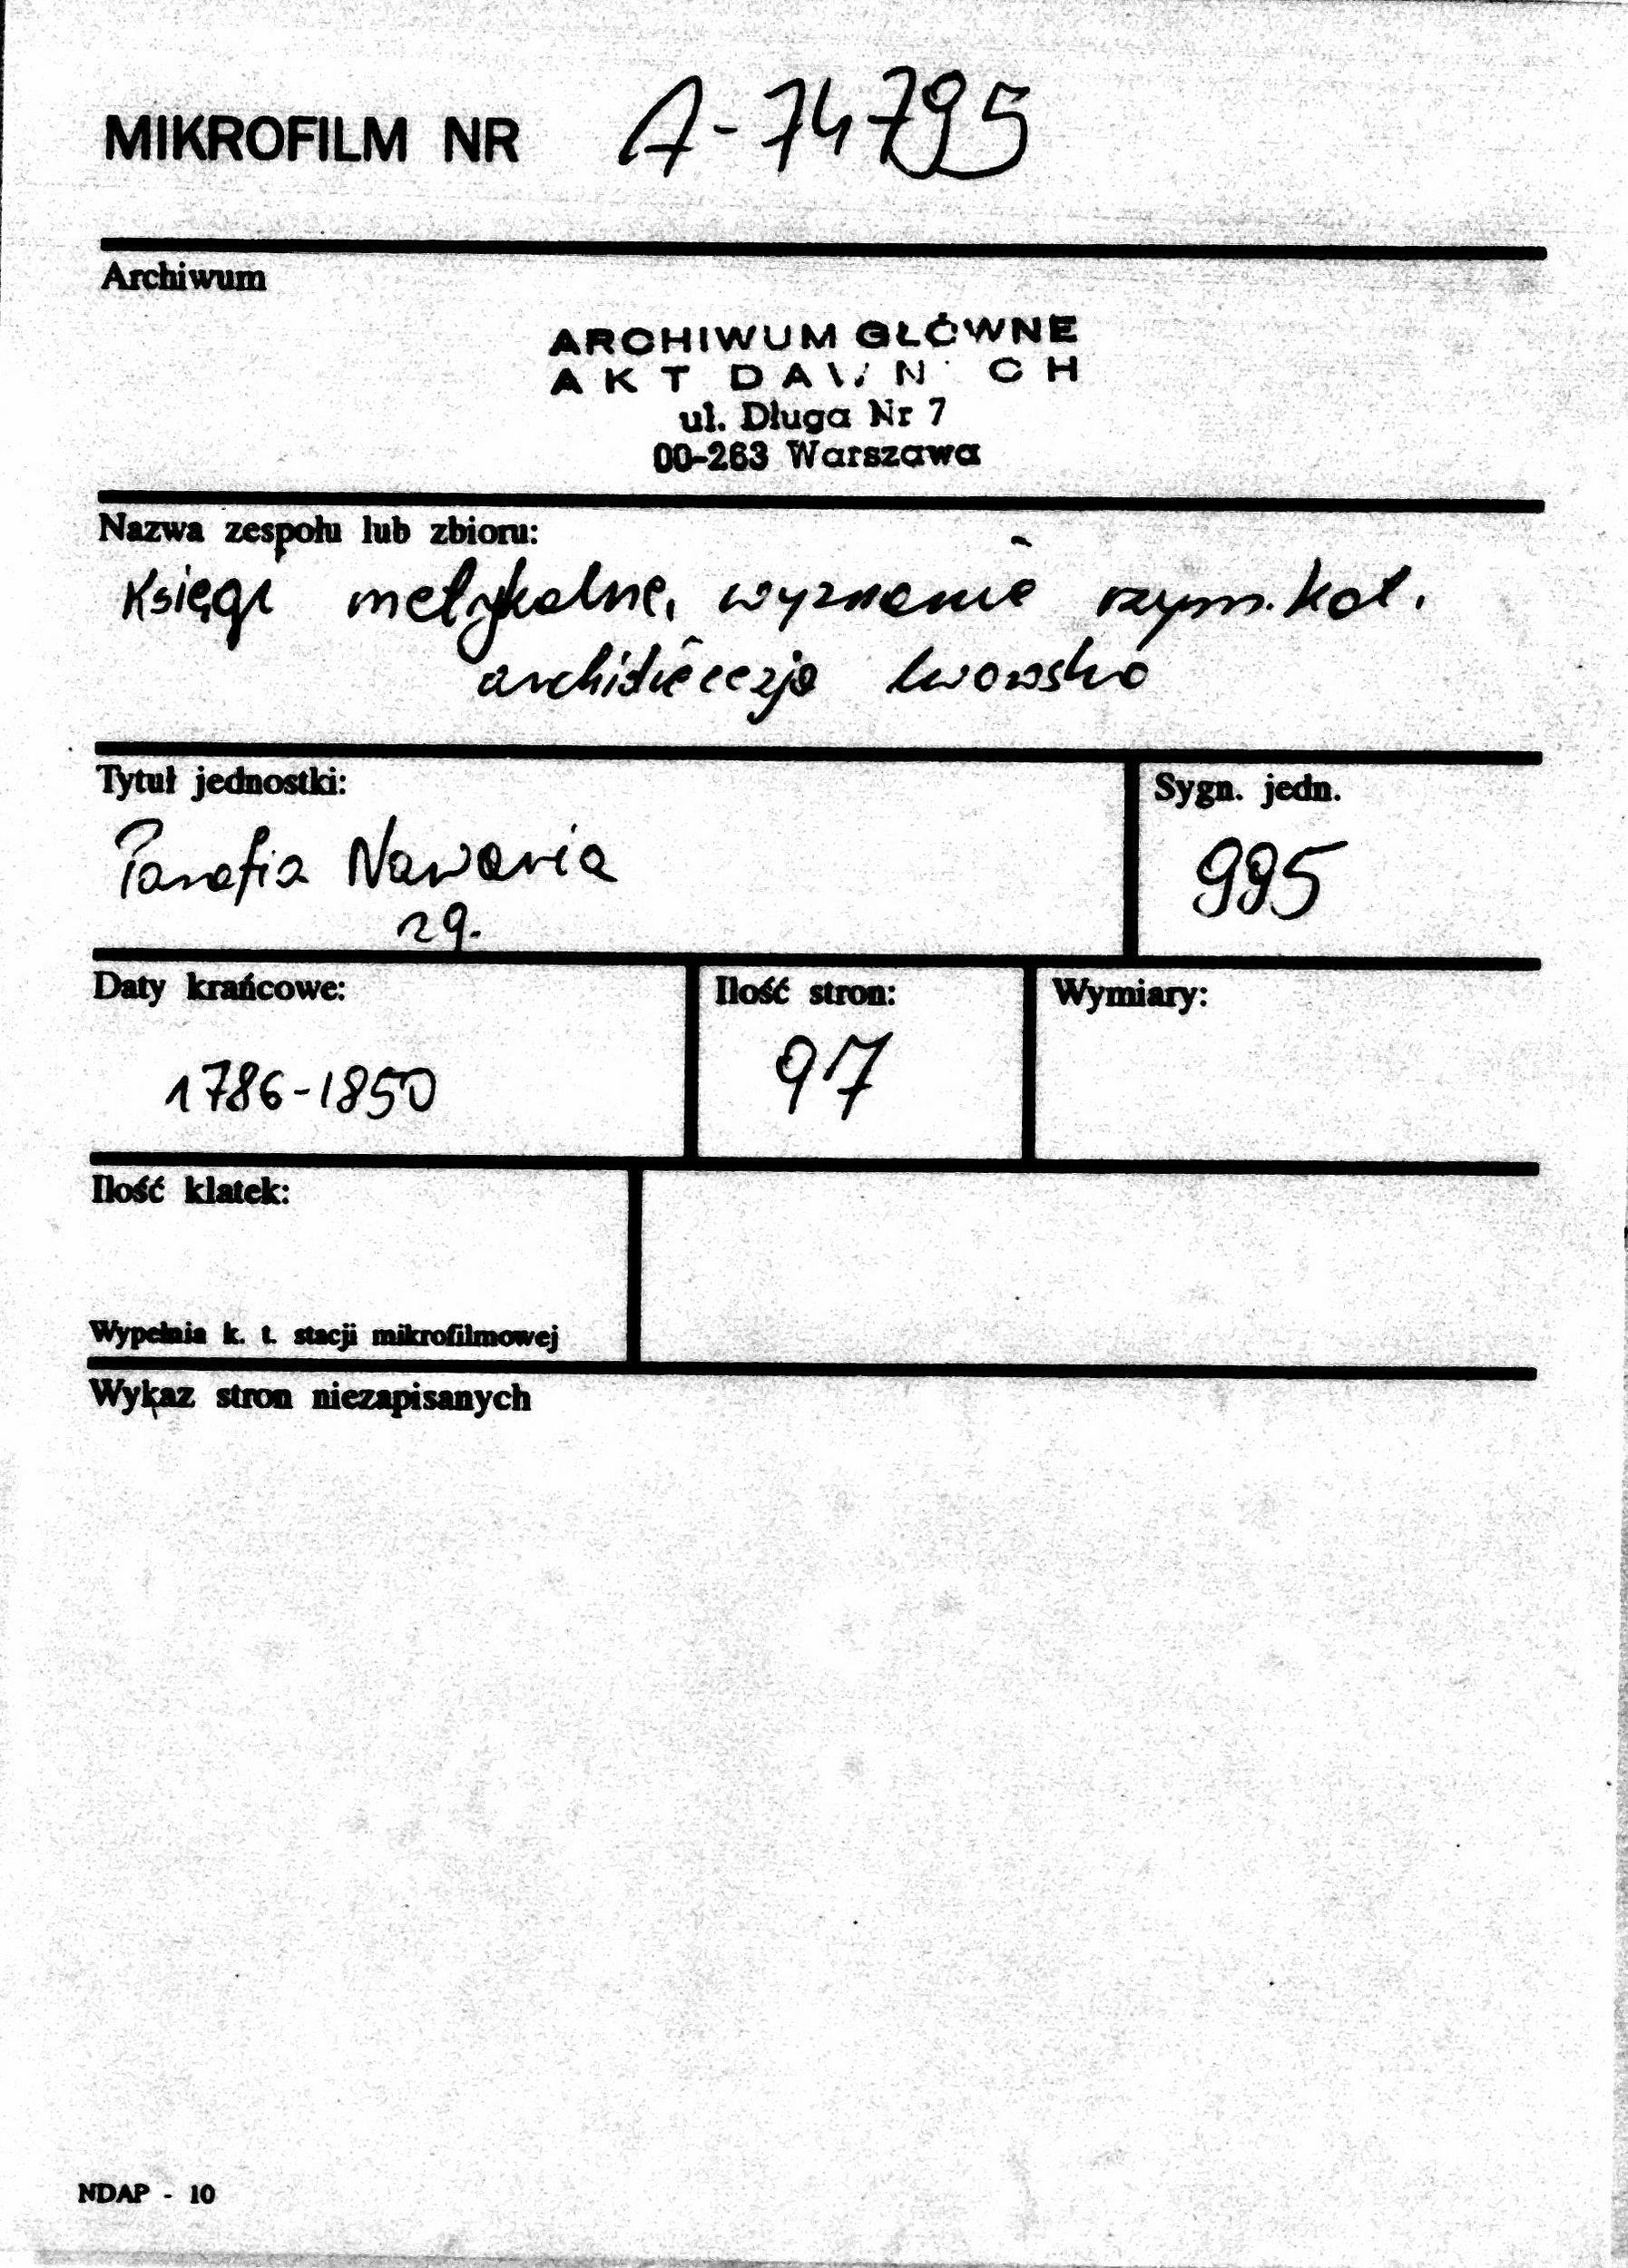 MIKROFILM NR A-74795
Archiwum
ARCHIWUM GŁÓWNE
AKT DAWN CH
ul. Długa Nr 7
00-263 Warszawa
Nazwa zespołu lub zbioru:
Księgi metrykalne, wyznanie rzym. kat.
archidiecezja lwowska
Tytuł jednostki:
Sygn. jedn.
Parafia Nawaria
995
Daty krańcowe:
Ilość stron:
Wymiary:
1786-1850
97
Ilość klatek:
Wypełnia k. t. stacji mikrofilmowej
Wykaz stron niezapisanych
NDAP - 10